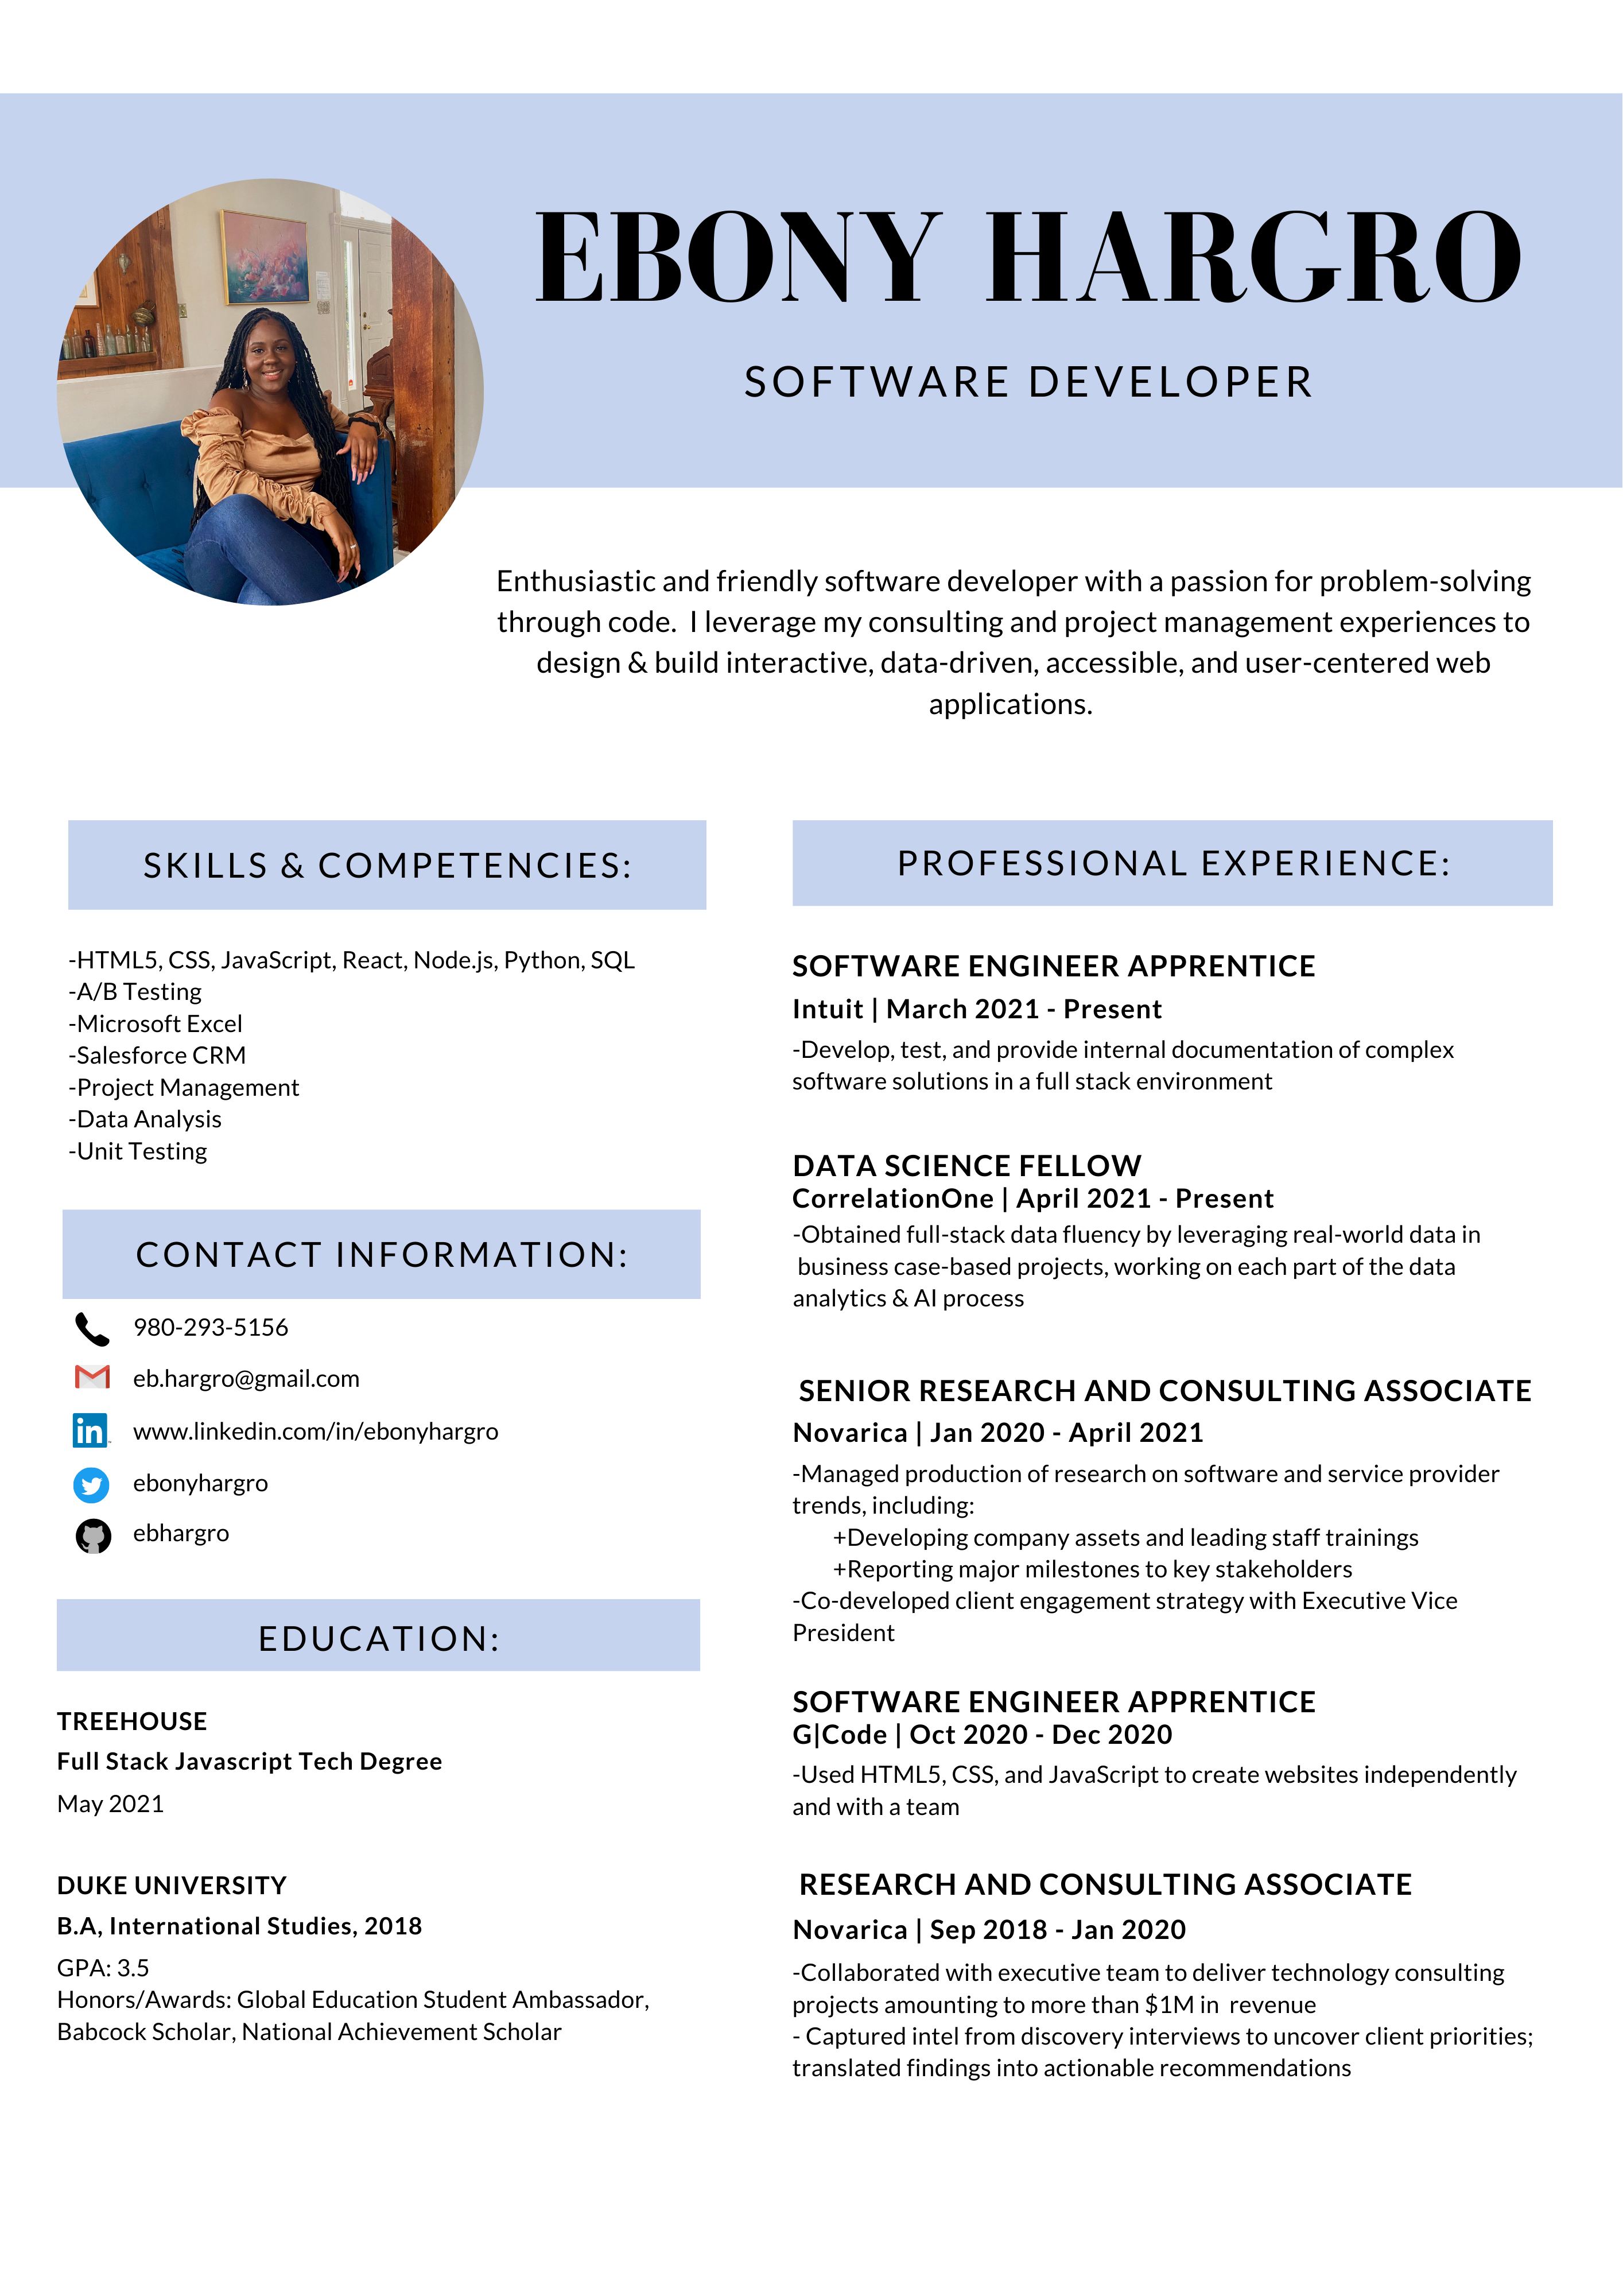 EBONY HARGRO
SOFTWARE DEVELOPER
Enthusiastic and friendly software developer with a passion for problem-solving
through code.  I leverage my consulting and project management experiences to
design & build interactive, data-driven, accessible, and user-centered web
applications.
SKILLS & COMPETENCIES:
-HTML5, CSS, JavaScript, React, Node.js, Python, SQL
-A/B Testing
-Microsoft Excel
-Salesforce CRM
-Project Management
-Data Analysis
-Unit Testing
CONTACT INFORMATION:
980-293-5156
eb.hargro@gmail.com
in www.linkedin.com/in/ebonyhargro
ebonyhargro
ebhargro
EDUCATION:
TREEHOUSE
Full Stack Javascript Tech Degree
May 2021
DUKE UNIVERSITY
B.A, International Studies, 2018
GPA: 3.5
Honors/Awards: Global Education Student Ambassador,
Babcock Scholar, National Achievement Scholar
PROFESSIONAL EXPERIENCE:
SOFTWARE ENGINEER APPRENTICE
Intuit | March 2021 - Present
-Develop, test, and provide internal documentation of complex
software solutions in a full stack environment
DATA SCIENCE FELLOW
CorrelationOne | April 2021 - Present
-Obtained full-stack data fluency by leveraging real-world data in
business case-based projects, working on each part of the data
analytics & AI process
SENIOR RESEARCH AND CONSULTING ASSOCIATE
Novarica | Jan 2020 - April 2021
-Managed production of research on software and service provider
trends, including:
+Developing company assets and leading staff trainings
+Reporting major milestones to key stakeholders
-Co-developed client engagement strategy with Executive Vice
President
SOFTWARE ENGINEER APPRENTICE
G|Code | Oct 2020 - Dec 2020
-Used HTML5, CSS, and JavaScript to create websites independently
and with a team
RESEARCH AND CONSULTING ASSOCIATE
Novarica | Sep 2018 - Jan 2020
-Collaborated with executive team to deliver technology consulting
projects amounting to more than $1M in  revenue
- Captured intel from discovery interviews to uncover client priorities;
translated findings into actionable recommendations